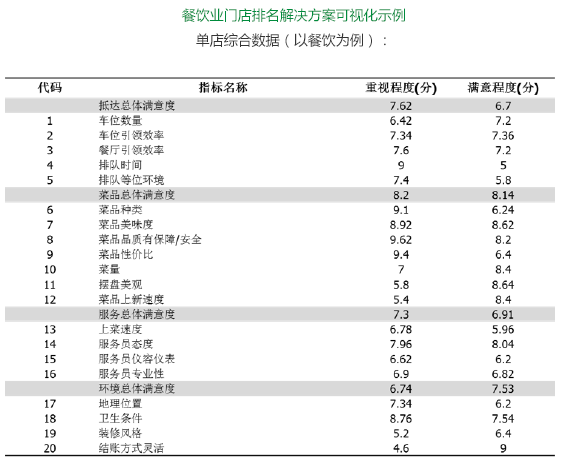 餐饮业门店排名解决方案可视化示例
单店综合数据（以餐饮为例）：
代码 指标名称 重视程度(分) 满意程度(分)
抵达总体满意度 7.62 6.7
1 车位数量 6.42 7.2
2 车位引领效率 7.34 7.36
3 餐厅引领效率 7.6 7.2
4 排队时间 9 5
5 排队等位环境 7.4 5.8
菜品总体满意度 8.2 8.14
6 菜品种类 9.1 6.24
7 菜品美味度 8.92 8.62
8 菜品品质有保障/安全 9.62 8.2
9 菜品性价比 9.4 6.4
10 菜量 7 8.4
11 摆盘美观 5.8 8.64
12 菜品上新速度 5.4 8.4
服务总体满意度 7.3 6.91
13 上菜速度 6.78 5.96
14 服务员态度 7.96 8.04
15 服务员仪容仪表 6.62 6.2
16 服务员专业性 6.9 6.82
环境总体满意度 6.74 7.53
17 地理位置 7.34 6.2
18 卫生条件 8.76 7.54
19 装修风格 5.2 6.4
20 结账方式灵活 4.6 9